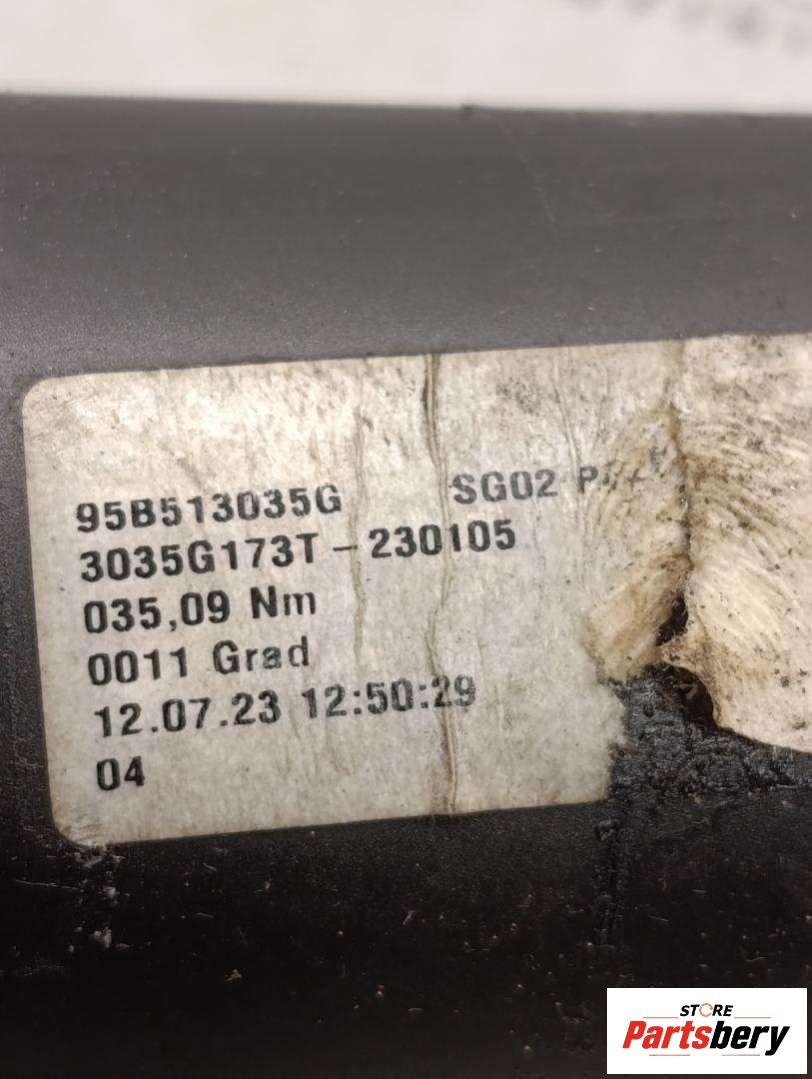 95B513035G SG02
3035G173T-230105
035,09 Nm
0011 Grad
12.07.23 12:50:29
04
STORE
Partsbery